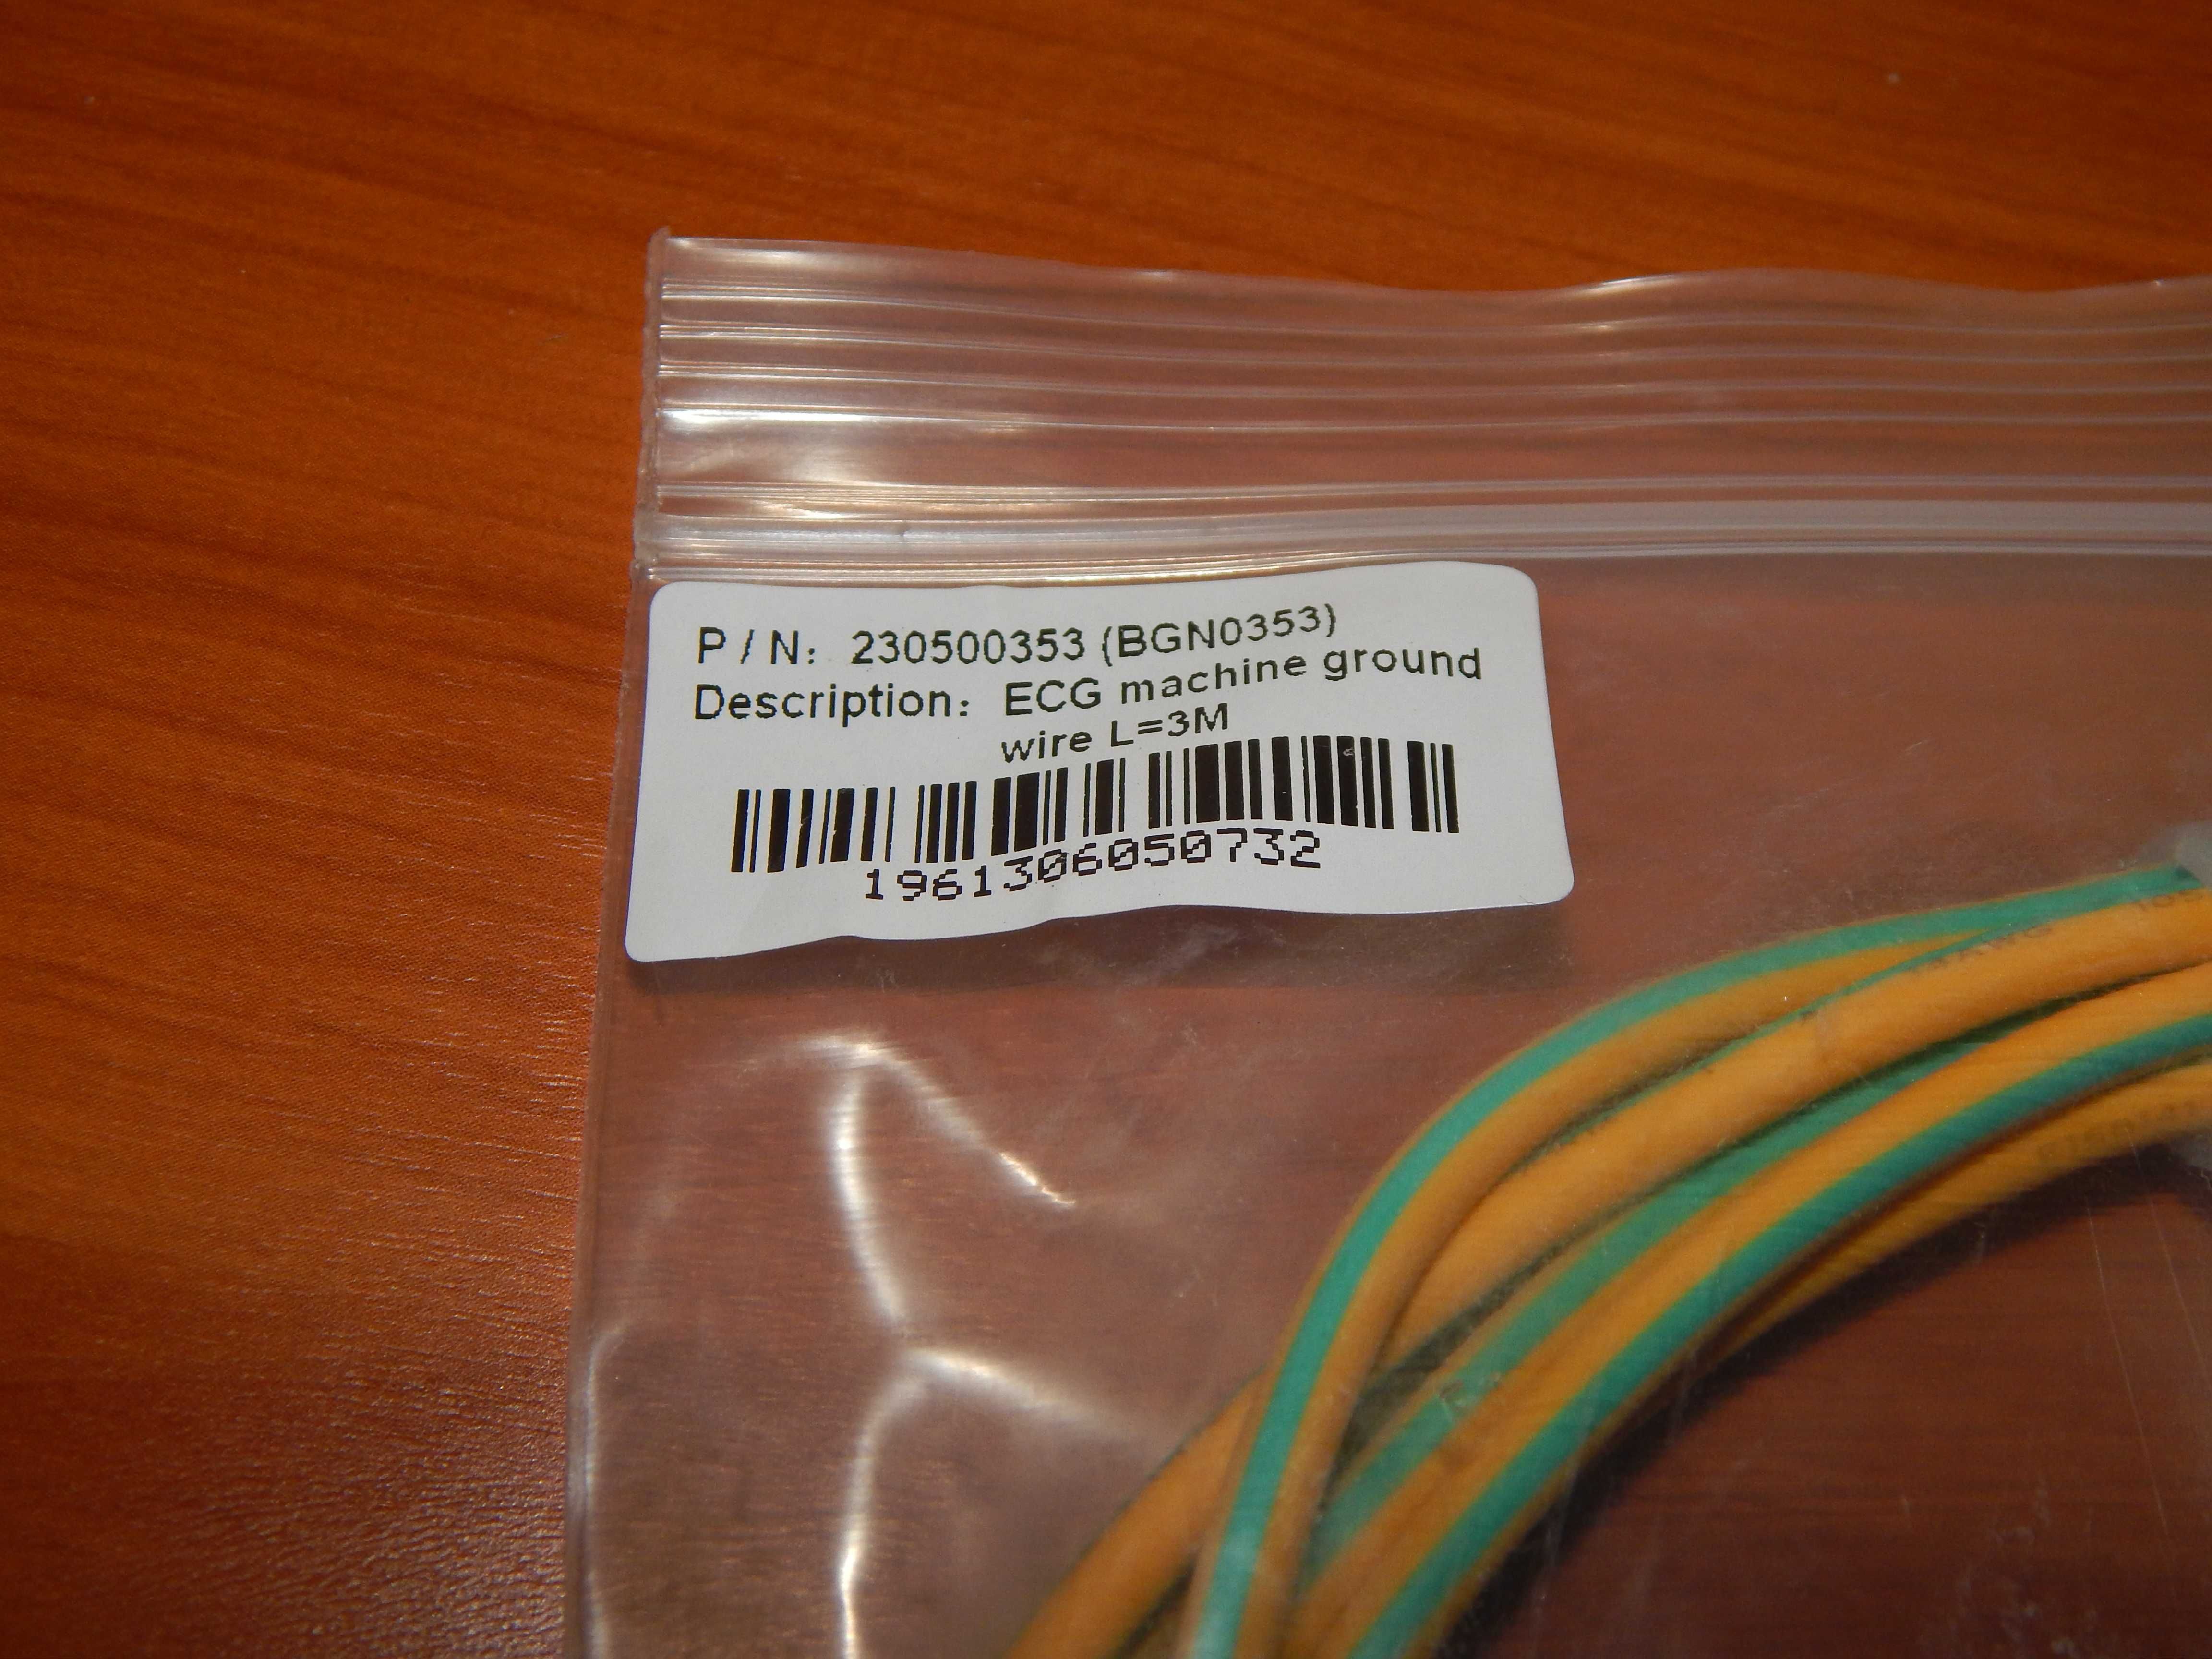 P / N: 230500353 (BGN0353)
Description: ECG machine ground
wire L=3M
1961306050732